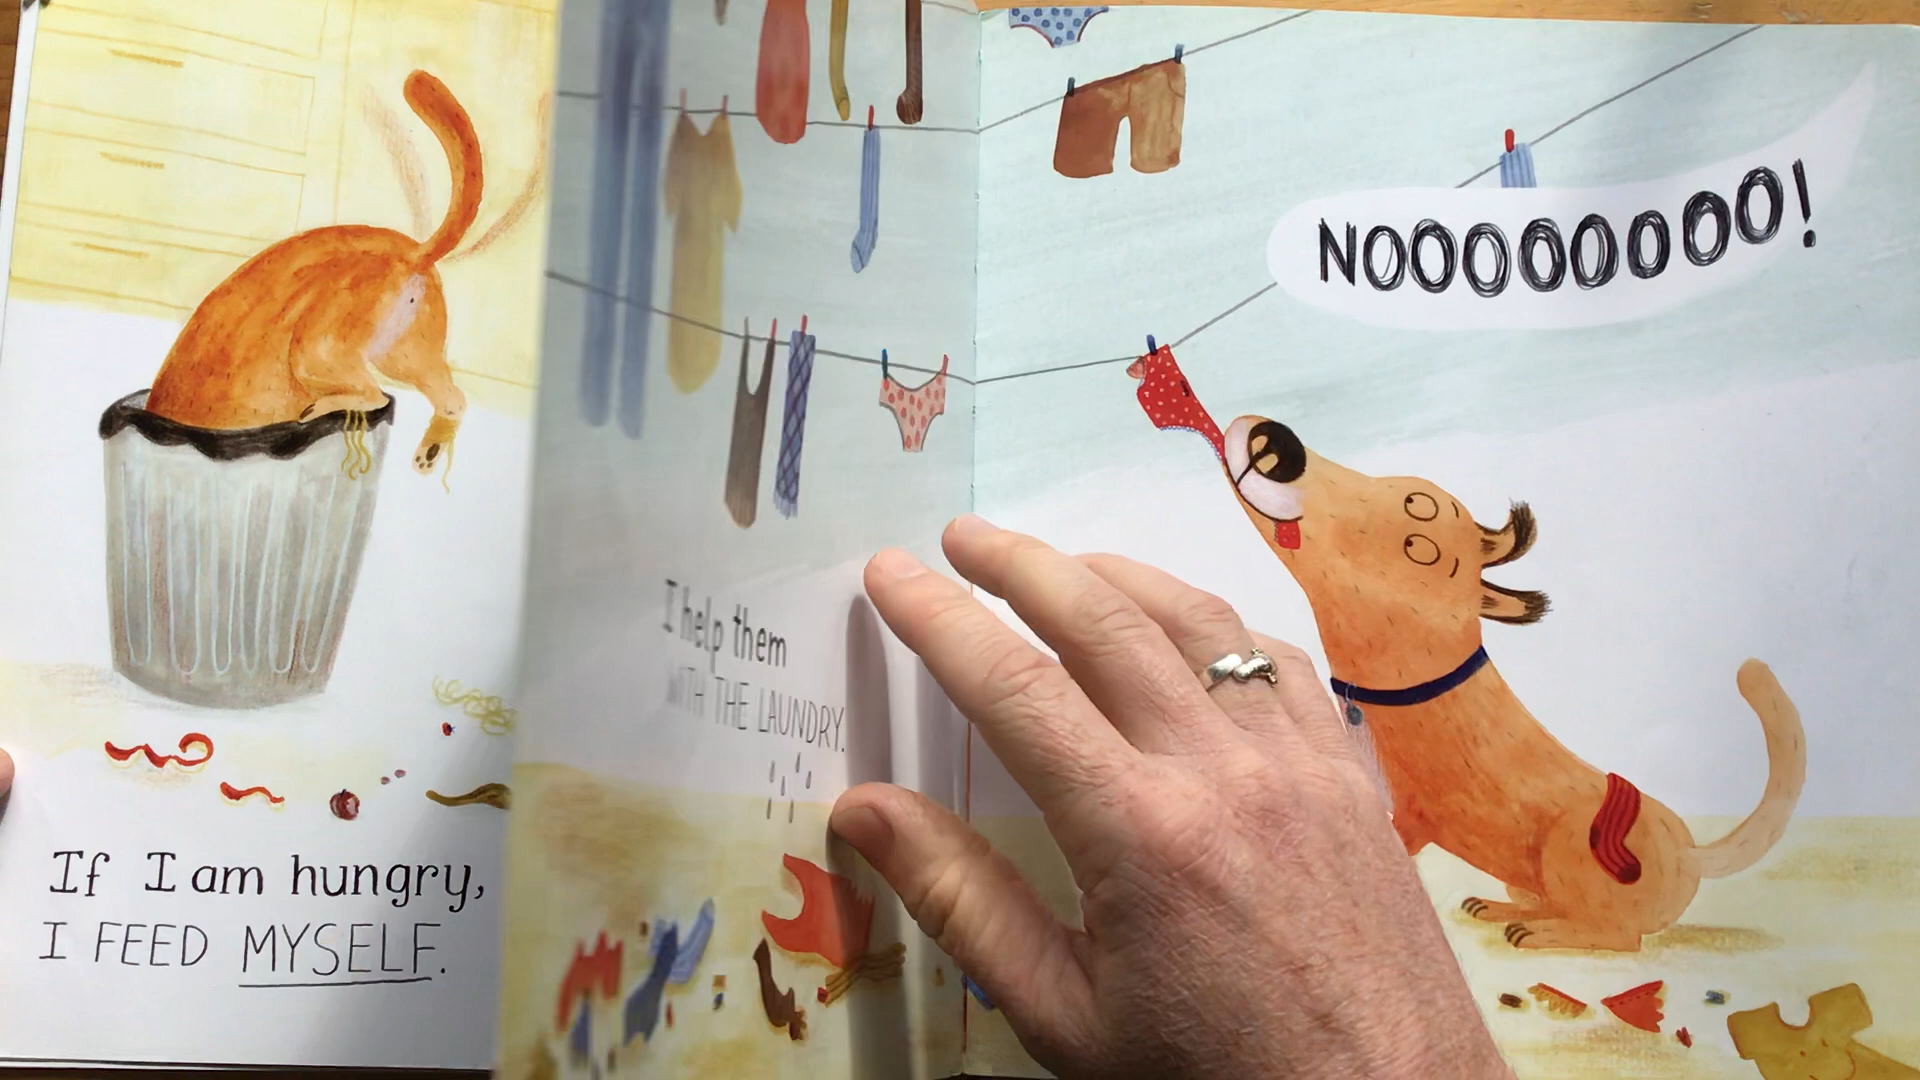 If I am hungry,
I FEED MYSELF.
I help them
WITH THE LAUNDRY.
NOOOOOOOO!